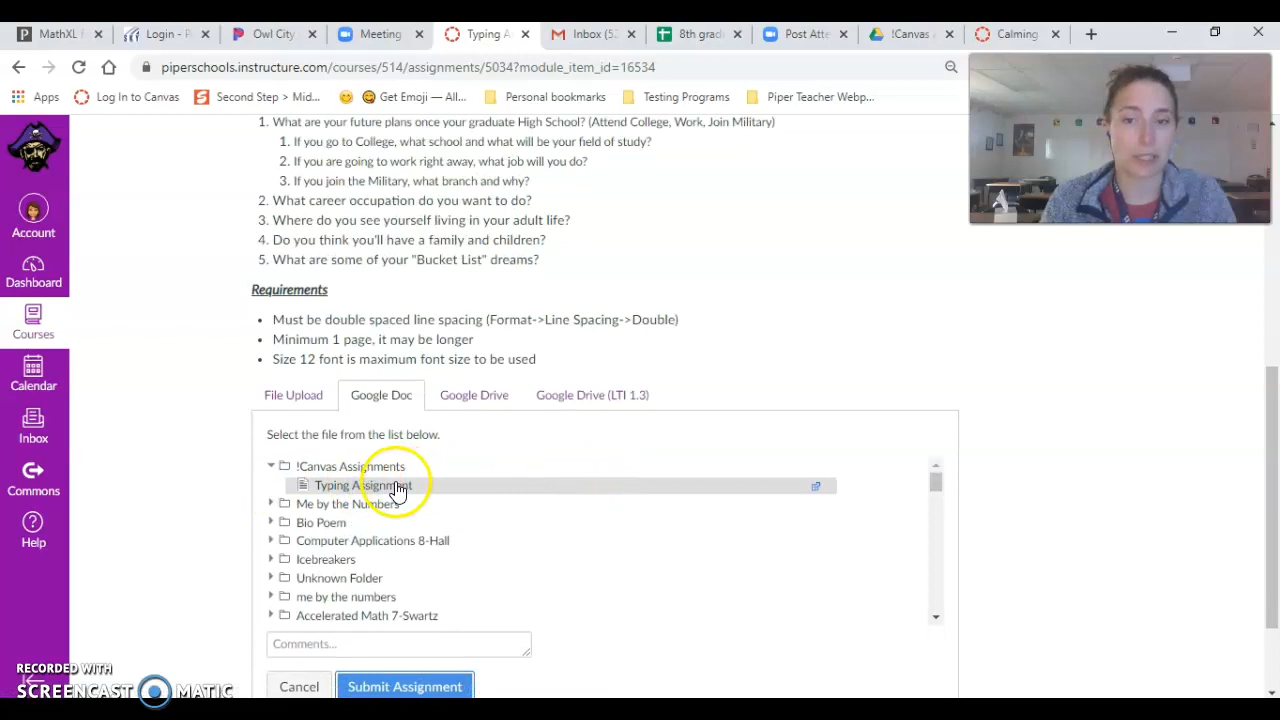 MathXL f
Login - P
Owl City
Meeting
Typing A
Inbox (52
8th grad
Post Atte
!Canvas
Calming
piperschools.instructure.com/courses/514/assignments/5034?module_item_id=16534
Apps
Log In to Canvas
Second Step > Mid...
Get Emoji — All...
Personal bookmarks
Testing Programs
Piper Teacher Webp...
Account
Dashboard
Courses
Calendar
Inbox
Commons
Help
1. What are your future plans once your graduate High School? (Attend College, Work, Join Military)
1. If you go to College, what school and what will be your field of study?
2. If you are going to work right away, what job will you do?
3. If you join the Military, what branch and why?
2. What career occupation do you want to do?
3. Where do you see yourself living in your adult life?
4. Do you think you'll have a family and children?
5. What are some of your "Bucket List" dreams?
Requirements
• Must be double spaced line spacing (Format->Line Spacing->Double)
• Minimum 1 page, it may be longer
• Size 12 font is maximum font size to be used
File Upload
Google Doc
Google Drive
Google Drive (LTI 1.3)
Select the file from the list below.
!Canvas Assignments
Typing Assignment
Me by the Numbers
Bio Poem
Computer Applications 8-Hall
Icebreakers
Unknown Folder
me by the numbers
Accelerated Math 7-Swartz
Comments...
Cancel
Submit Assignment
RECORDED WITH
SCREENCAST MATIC